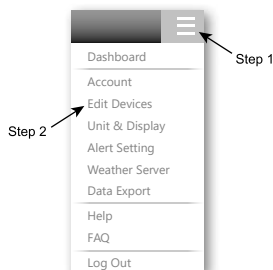 Step 1
Dashboard
Account
Edit Devices
Step 2
Unit & Display
Alert Setting
Weather Server
Data Export
Help
FAQ
Log Out